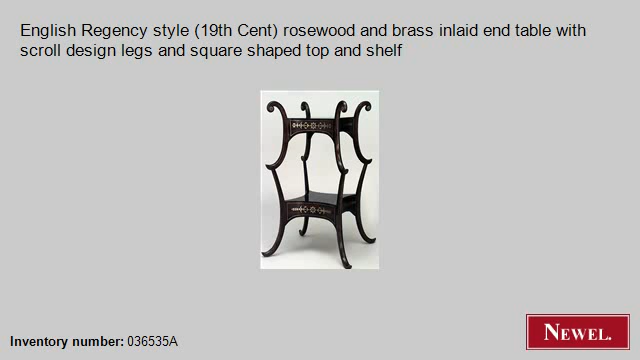 English Regency style (19th Cent) rosewood and brass inlaid end table with
scroll design legs and square shaped top and shelf
Inventory number: 036535A
NEWEL.